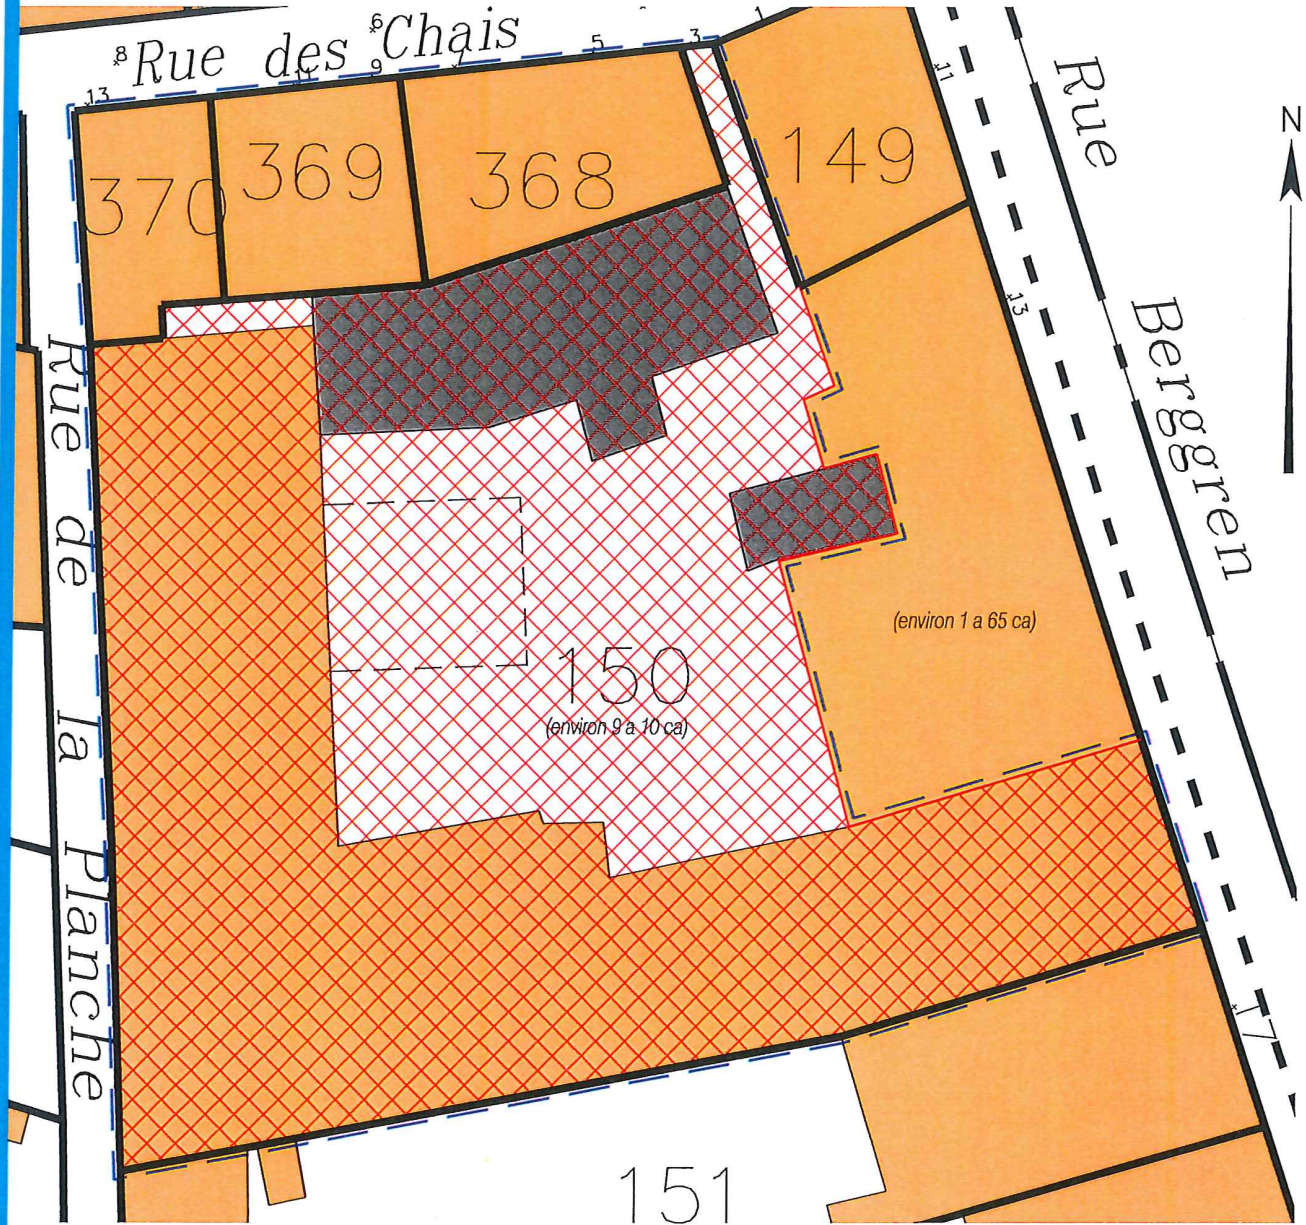 6
8 Rue des Chais
13 11 9 7 5 3 1
11
Rue
N
370
369
368
149
13
Berggren
Rue de la Planche
(environ 1 a 65 ca)
150
(environ 9 a 10 ca)
17
151